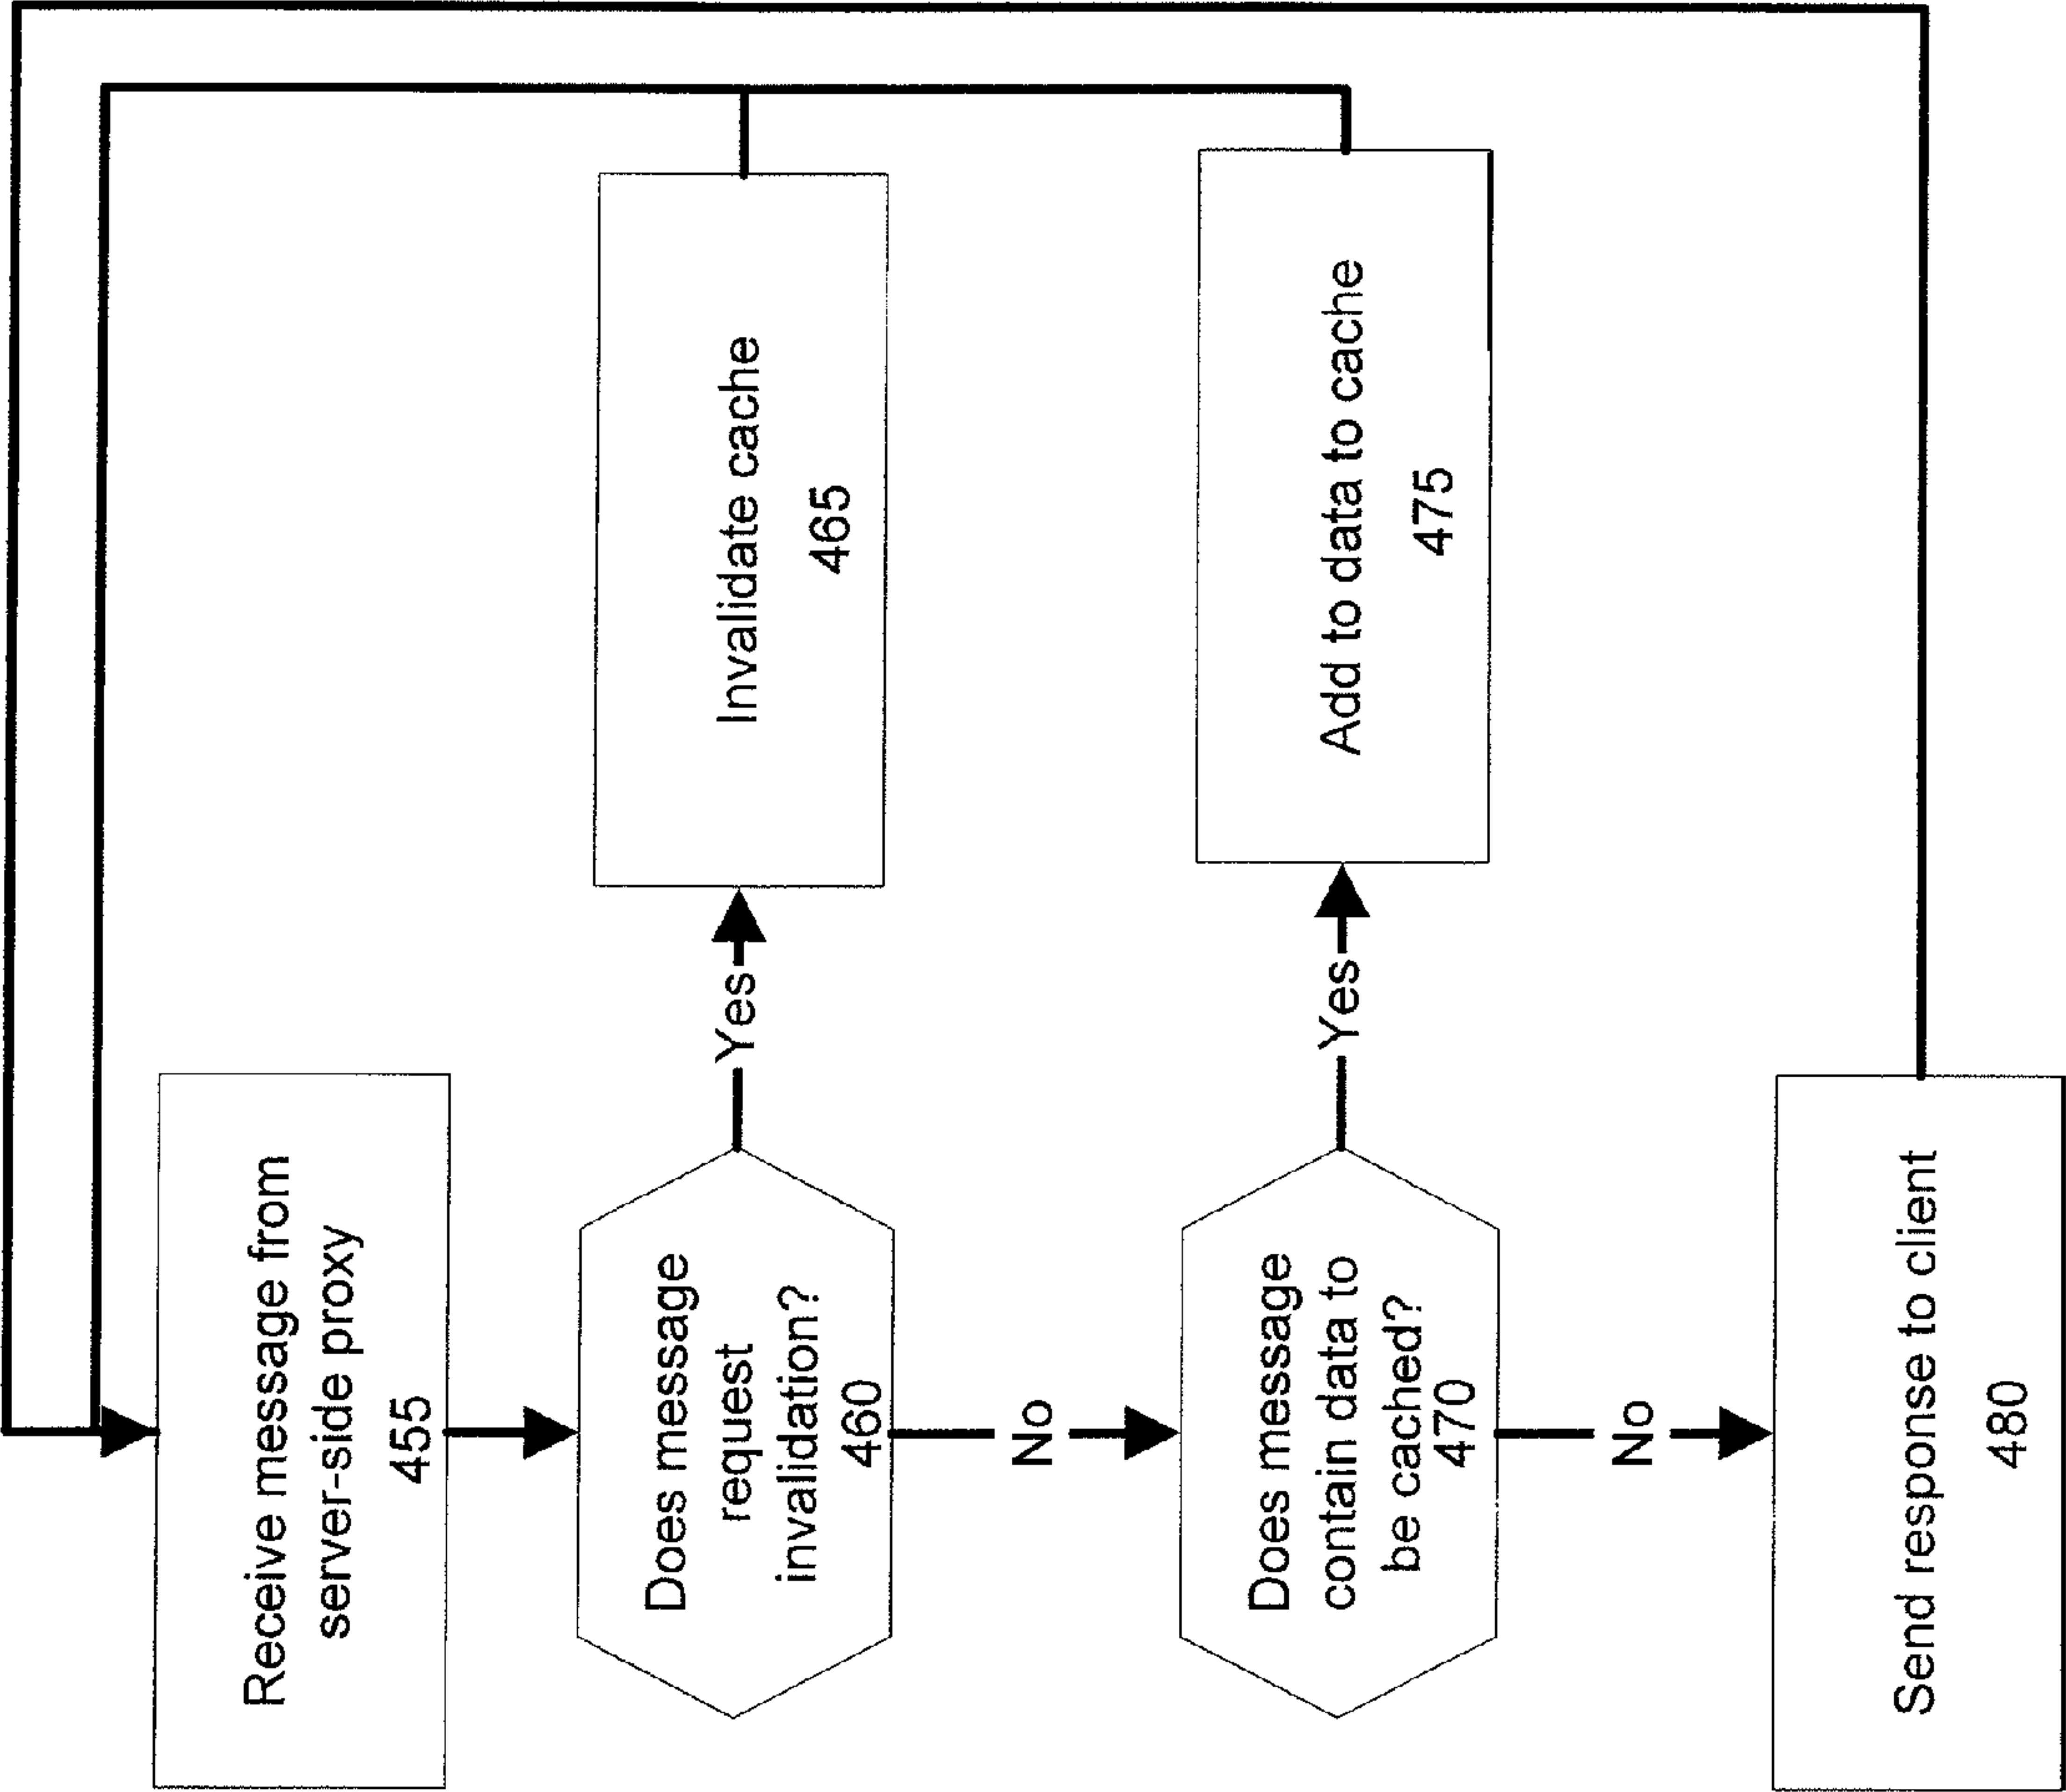 Receive message from
server-side proxy
455
Does message
request
invalidation?
460
Yes
Invalidate cache
465
No
Does message
contain data to
be cached?
470
Yes
Add to data to cache
475
No
Send response to client
480